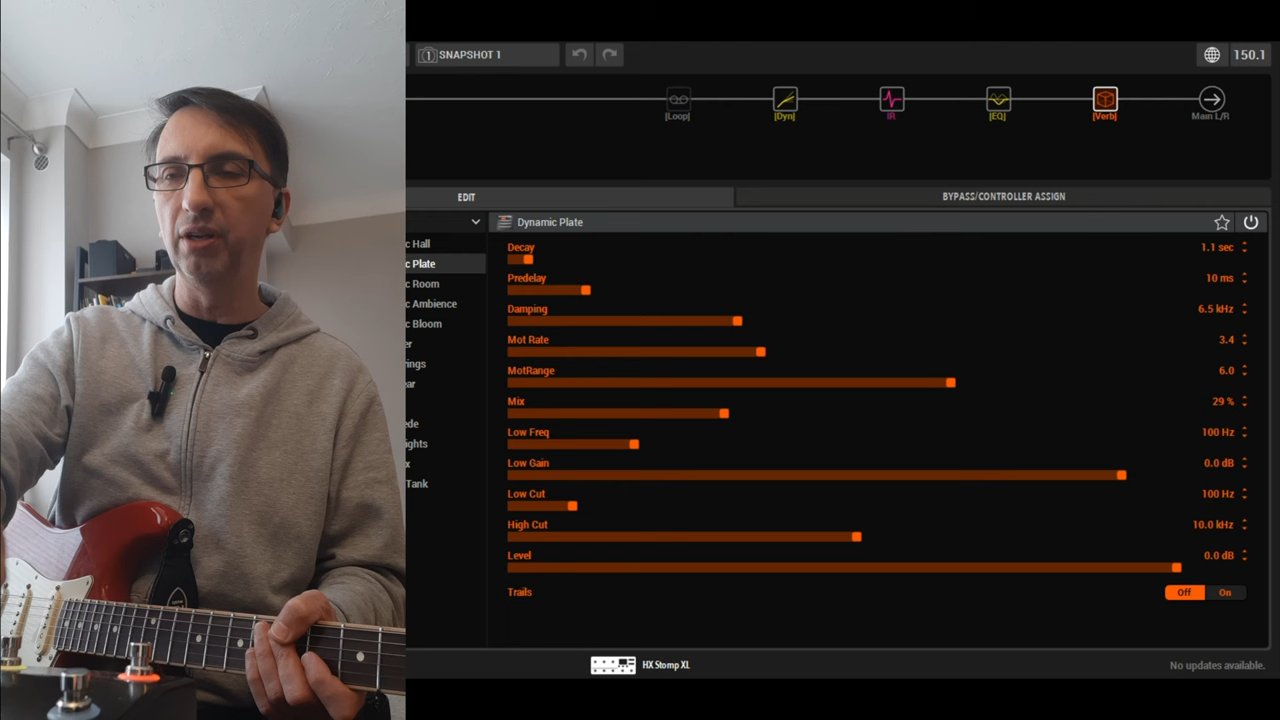 1 SNAPSHOT 1
150.1
|Loop|
|Dyn|
IR
|EQ|
|Verb|
Main L/R
EDIT
BYPASS/CONTROLLER ASSIGN
Dynamic Plate
c Hall
c Plate
c Room
c Ambience
c Bloom
er
rings
ear
ede
ights
x
Tank
Decay 1.1 sec
Predelay 10 ms
Damping 6.5 kHz
Mot Rate 3.4
MotRange 6.0
Mix 29 %
Low Freq 100 Hz
Low Gain 0.0 dB
Low Cut 100 Hz
High Cut 10.0 kHz
Level 0.0 dB
Trails Off On
HX Stomp XL
No updates available.